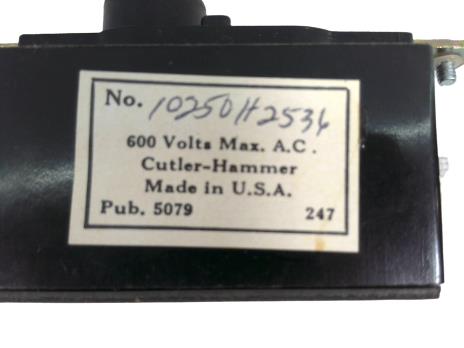 No. 10250H2536
600 Volts Max. A.C.
Cutler-Hammer
Made in U.S.A.
Pub. 5079 247